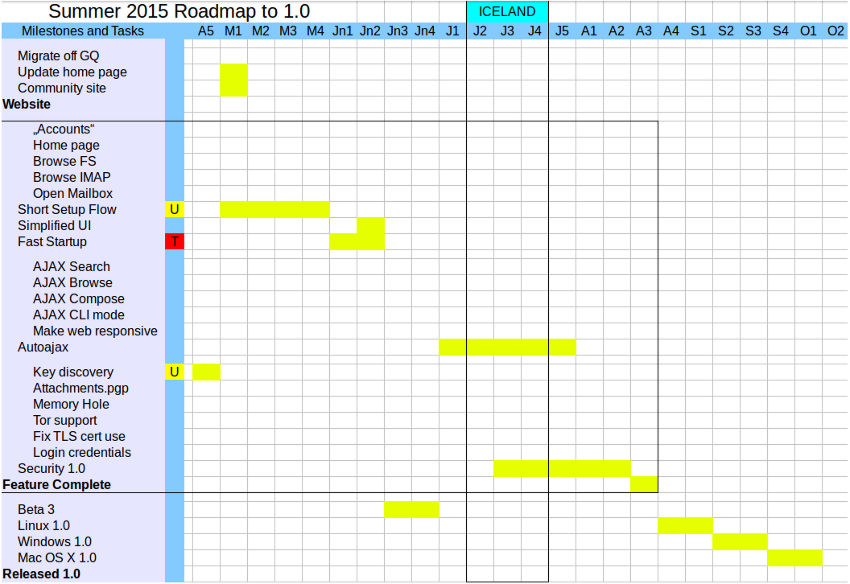 Summer 2015 Roadmap to 1.0 ICELAND
Milestones and Tasks A5 M1 M2 M3 M4 Jn1 Jn2 Jn3 Jn4 J1 J2 J3 J4 J5 A1 A2 A3 A4 S1 S2 S3 S4 O1 O2
Migrate off GQ
Update home page
Community site
Website
„Accounts“
Home page
Browse FS
Browse IMAP
Open Mailbox
Short Setup Flow U
Simplified UI
Fast Startup T
AJAX Search
AJAX Browse
AJAX Compose
AJAX CLI mode
Make web responsive
Autoajax
Key discovery U
Attachments.pgp
Memory Hole
Tor support
Fix TLS cert use
Login credentials
Security 1.0
Feature Complete
Beta 3
Linux 1.0
Windows 1.0
Mac OS X 1.0
Released 1.0